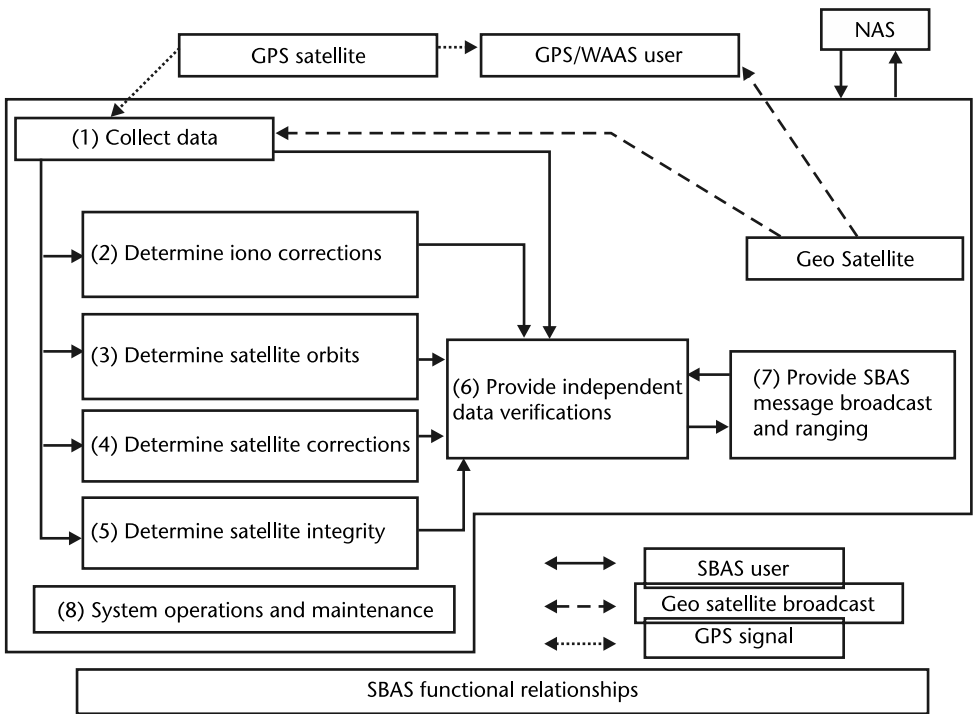 NAS
GPS satellite
GPS/WAAS user
(1) Collect data
(2) Determine iono corrections
Geo Satellite
(3) Determine satellite orbits
(6) Provide independent
data verifications
(7) Provide SBAS
message broadcast
and ranging
(4) Determine satellite corrections
(5) Determine satellite integrity
SBAS user
Geo satellite broadcast
GPS signal
(8) System operations and maintenance
SBAS functional relationships